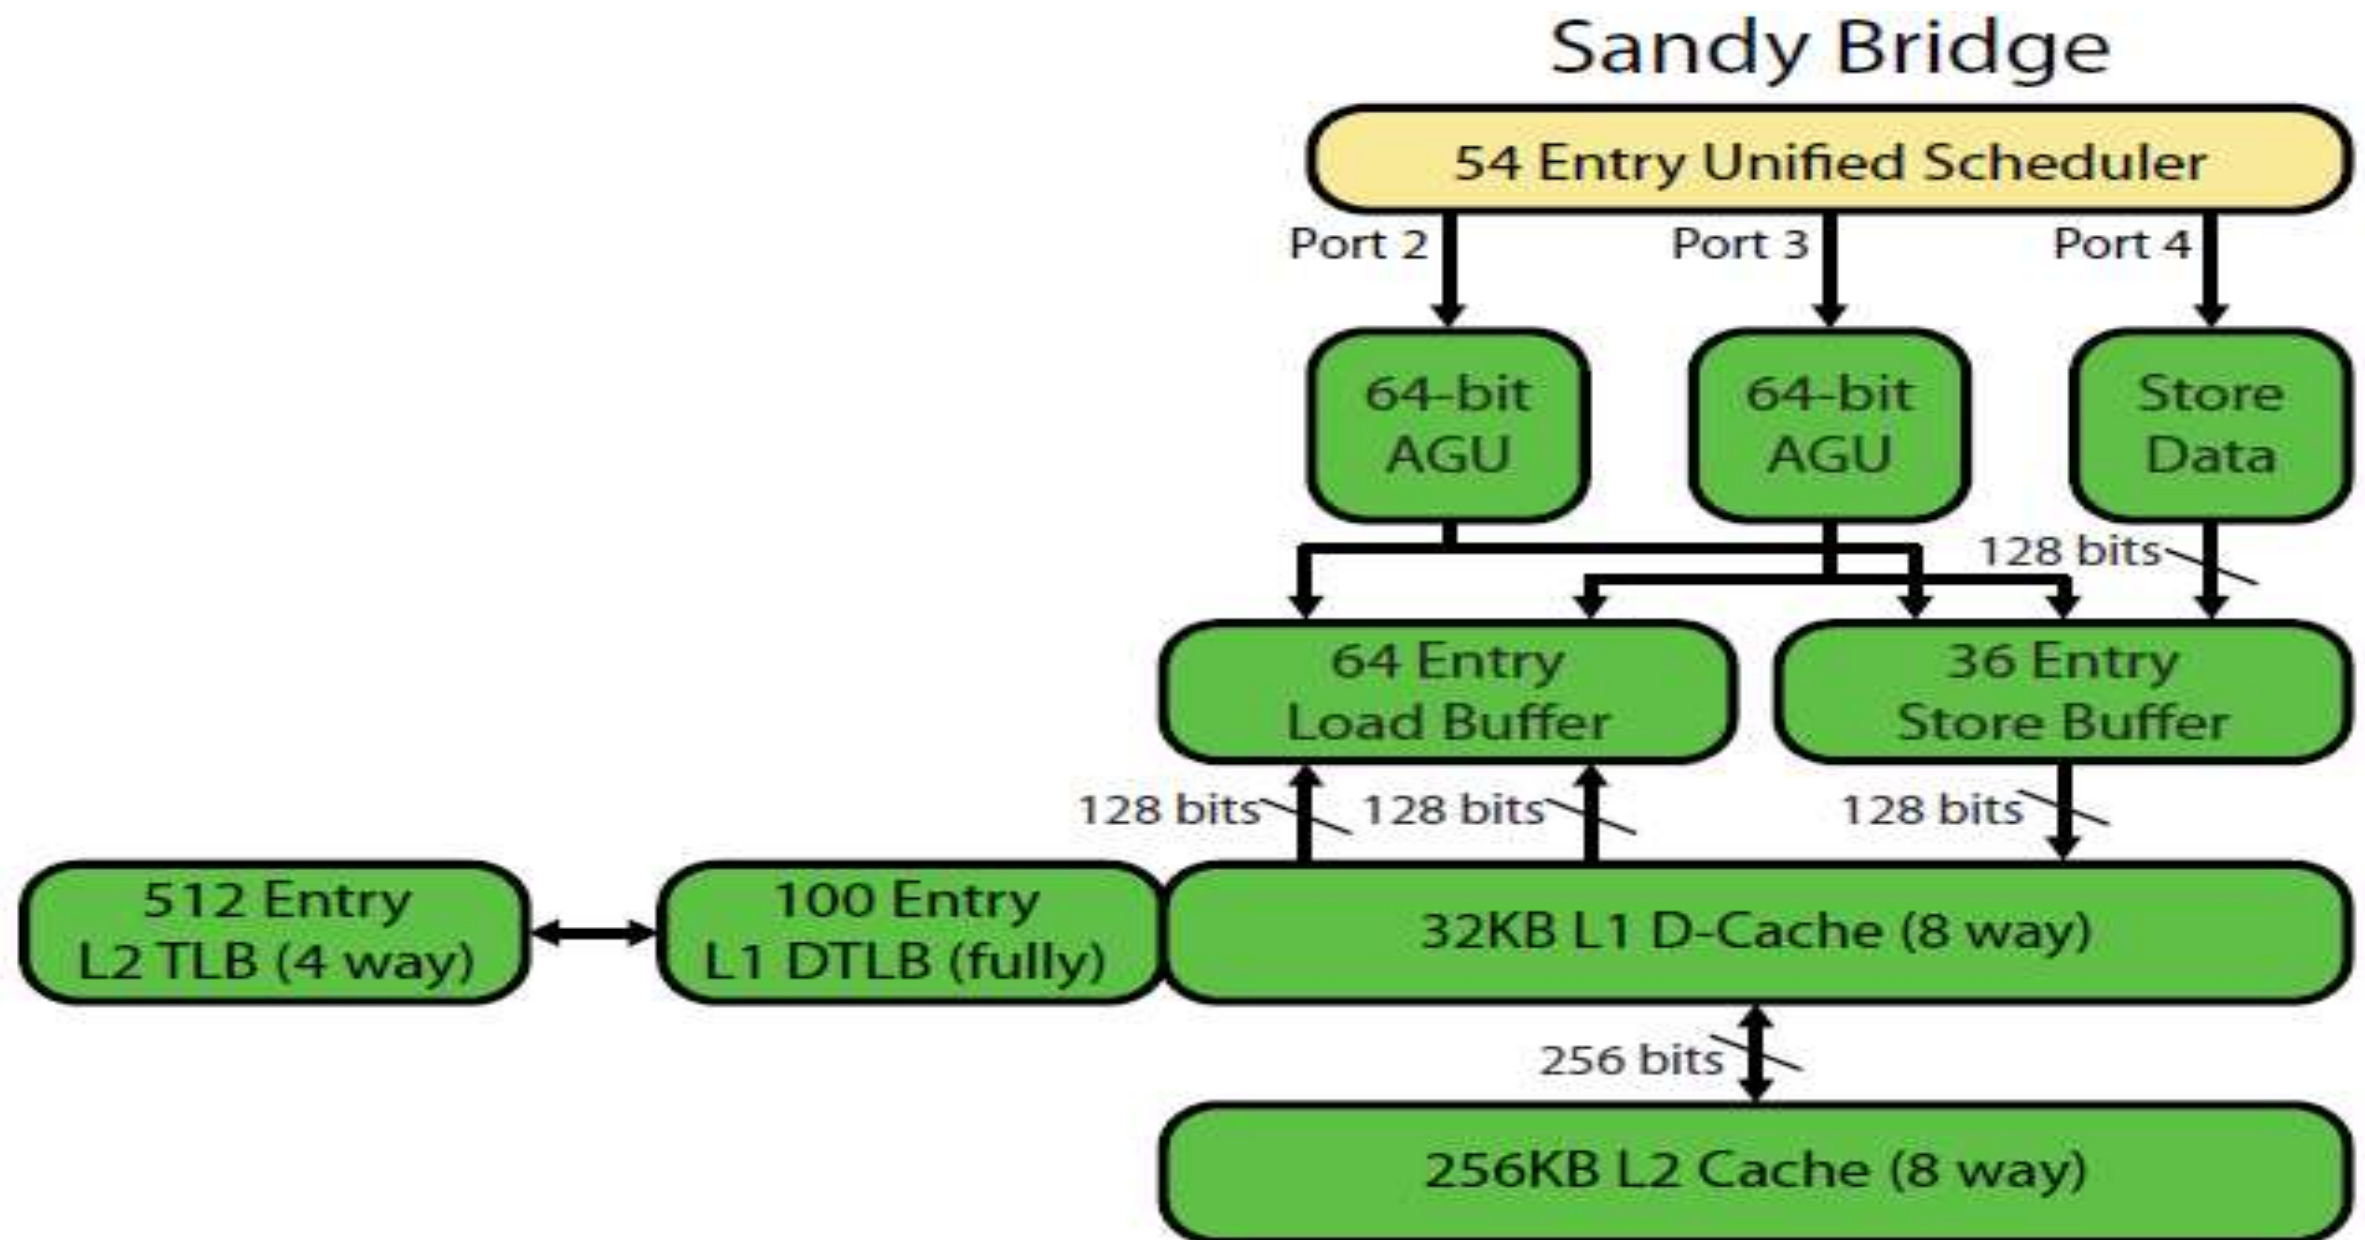 Sandy Bridge
54 Entry Unified Scheduler
Port 2
Port 3
Port 4
64-bit
AGU
64-bit
AGU
Store
Data
128 bits
64 Entry
Load Buffer
36 Entry
Store Buffer
128 bits
128 bits
128 bits
512 Entry
L2 TLB (4 way)
100 Entry
L1 DTLB (fully)
32KB L1 D-Cache (8 way)
256 bits
256KB L2 Cache (8 way)